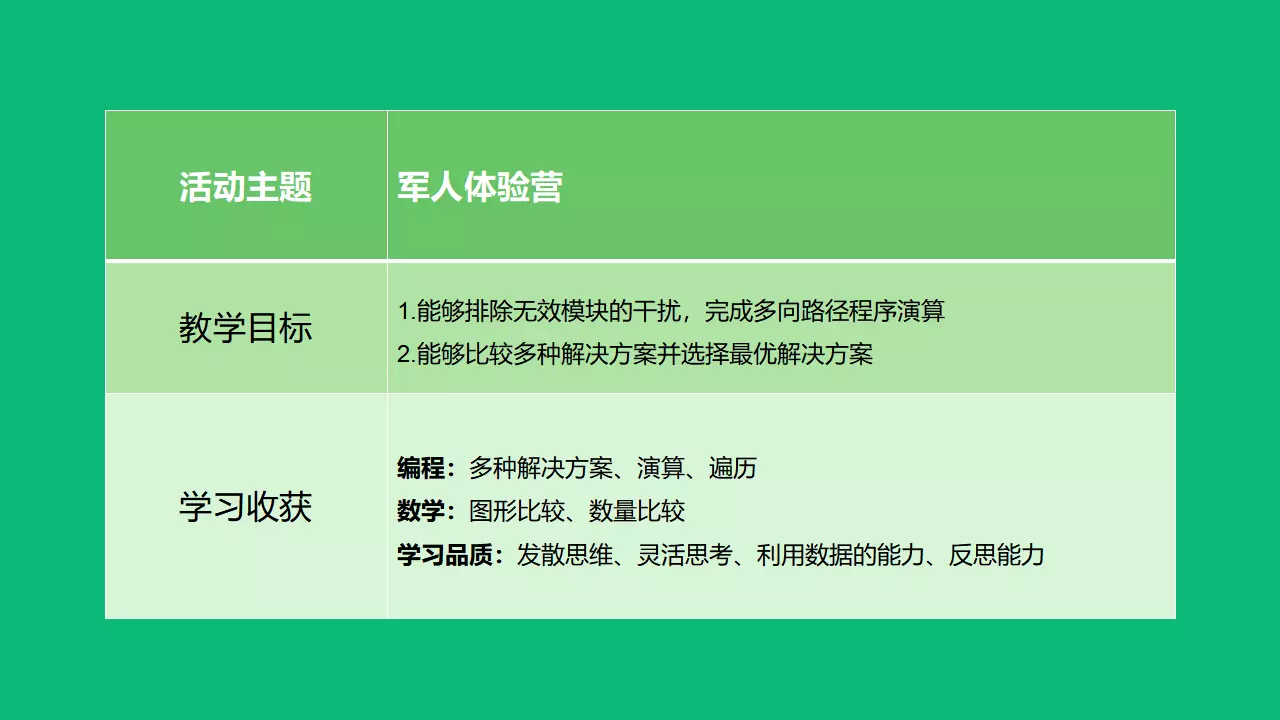 活动主题
军人体验营
教学目标
1.能够排除无效模块的干扰，完成多向路径程序演算
2.能够比较多种解决方案并选择最优解决方案
学习收获
编程：多种解决方案、演算、遍历
数学：图形比较、数量比较
学习品质：发散思维、灵活思考、利用数据的能力、反思能力